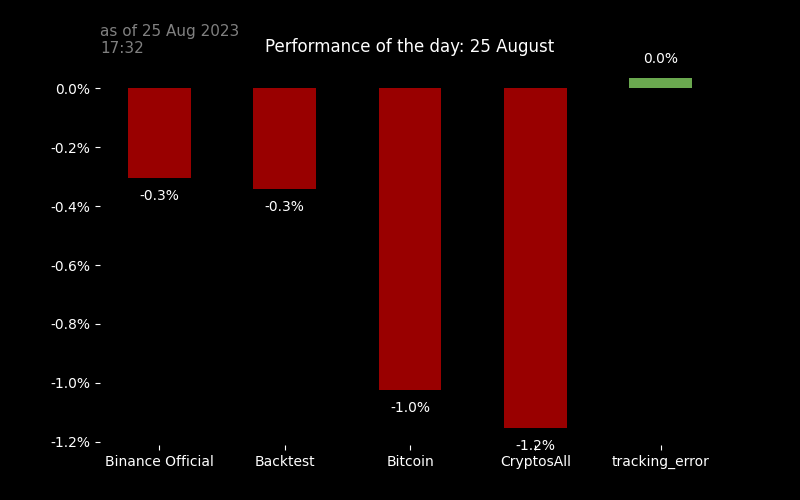 as of 25 Aug 2023
17:32
Performance of the day: 25 August
0.0%
0.0%
-0.2%
-0.3%
-0.3%
-0.4%
-0.6%
-0.8%
-1.0%
-1.0%
-1.2%
-1.2%
Binance Official
Backtest
Bitcoin
CryptosAll
tracking_error